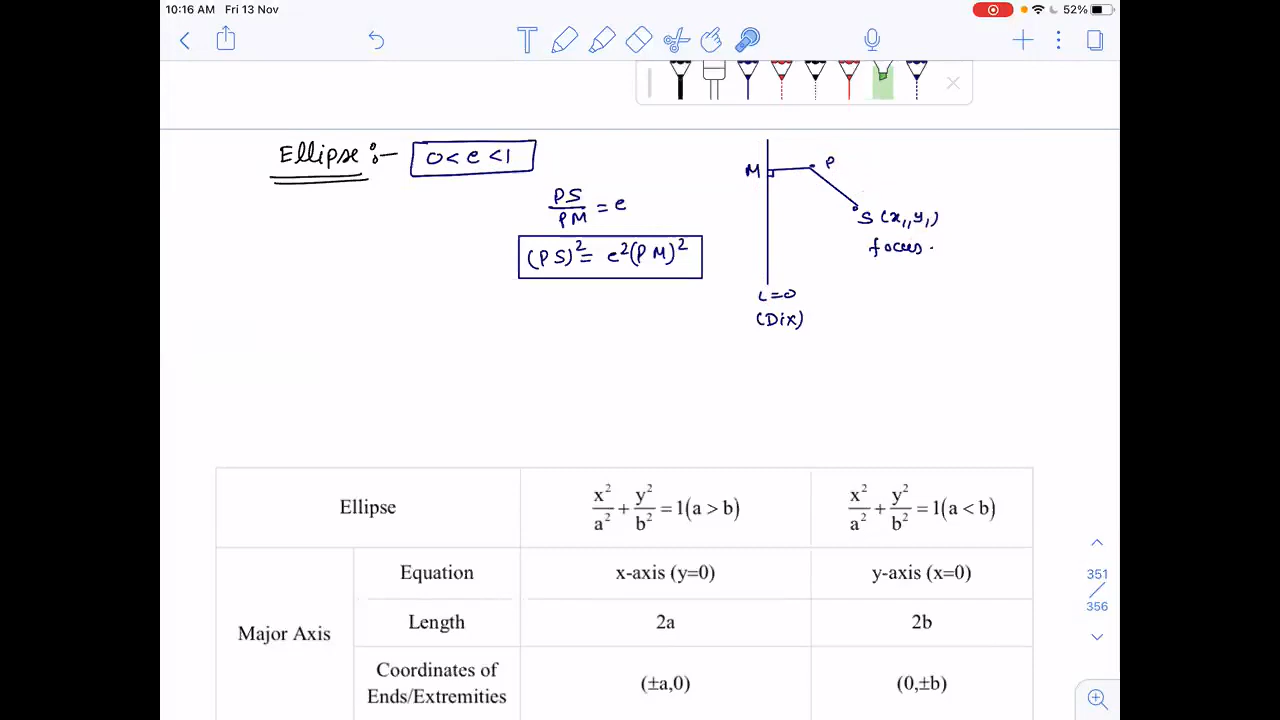 10:16 AM Fri 13 Nov
52%
Ellipse :- 0 < e < 1
PS/PM = e
(PS)² = e²(PM)²
M P
S (x₁, y₁)
focus.
L=0
(Dix)
Ellipse x²/a² + y²/b² = 1(a > b) x²/a² + y²/b² = 1(a < b)
Major Axis
Equation x-axis (y=0) y-axis (x=0)
Length 2a 2b
Coordinates of
Ends/Extremities (±a,0) (0,±b)
351
/
356